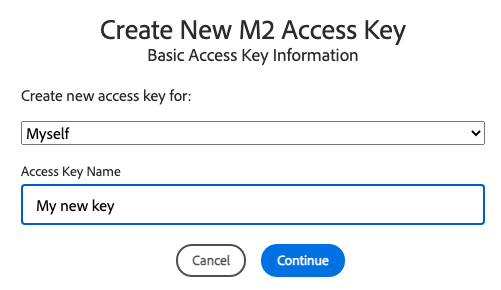 Create New M2 Access Key
Basic Access Key Information
Create new access key for:
Myself
Access Key Name
My new key
Cancel
Continue